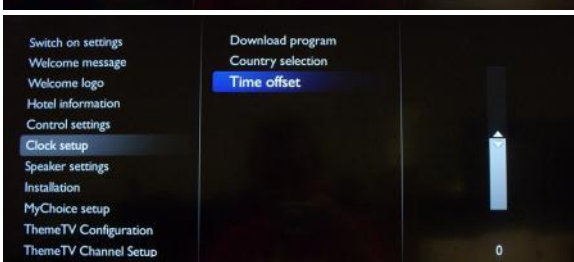 Switch on settings
Welcome message
Welcome logo
Hotel information
Control settings
Clock setup
Speaker settings
Installation
MyChoice setup
ThemeTV Configuration
ThemeTV Channel Setup
Download program
Country selection
Time offset
0